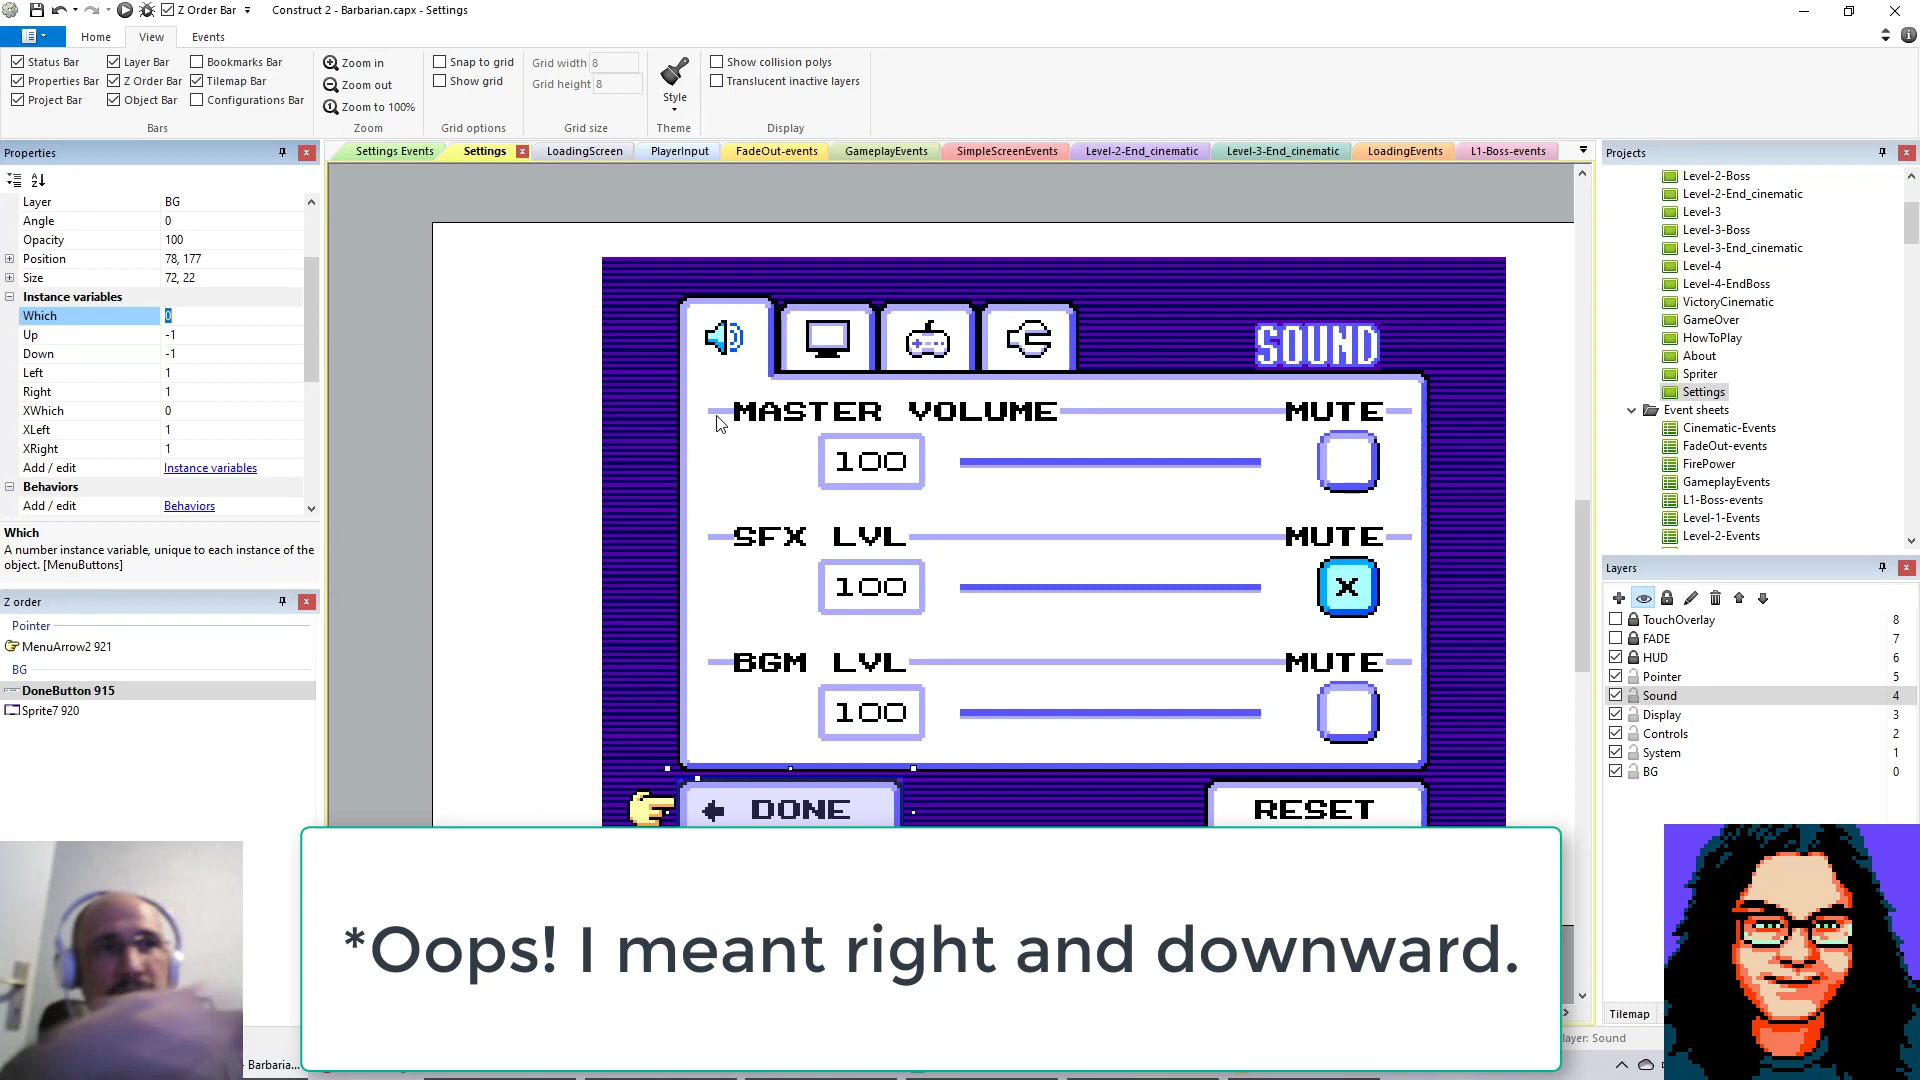 Z Order Bar
Construct 2 - Barbarian.capx - Settings
Home
View
Events
Status Bar
Layer Bar
Bookmarks Bar
Properties Bar
Z Order Bar
Tilemap Bar
Project Bar
Object Bar
Configurations Bar
Bars
Zoom in
Zoom out
Zoom to 100%
Zoom
Snap to grid
Show grid
Grid options
Grid width 8
Grid height 8
Grid size
Style
Theme
Show collision polys
Translucent inactive layers
Display
Properties
Settings Events
Settings
LoadingScreen
PlayerInput
FadeOut-events
GameplayEvents
SimpleScreenEvents
Level-2-End_cinematic
Level-3-End_cinematic
LoadingEvents
L1-Boss-events
Layer BG
Angle 0
Opacity 100
Position 78, 177
Size 72, 22
Instance variables
Which 0
Up -1
Down -1
Left 1
Right 1
XWhich 0
XLeft 1
XRight 1
Add / edit Instance variables
Behaviors
Add / edit Behaviors
Which
A number instance variable, unique to each instance of the
object. [MenuButtons]
Z order
Pointer
MenuArrow2 921
BG
DoneButton 915
Sprite7 920
SOUND
MASTER VOLUME MUTE
100
SFX LVL MUTE
100 X
BGM LVL MUTE
100
DONE RESET
Projects
Level-2-Boss
Level-2-End_cinematic
Level-3
Level-3-Boss
Level-3-End_cinematic
Level-4
Level-4-EndBoss
VictoryCinematic
GameOver
HowToPlay
About
Spriter
Settings
Event sheets
Cinematic-Events
FadeOut-events
FirePower
GameplayEvents
L1-Boss-events
Level-1-Events
Level-2-Events
Layers
TouchOverlay 8
FADE 7
HUD 6
Pointer 5
Sound 4
Display 3
Controls 2
System 1
BG 0
Tilemap
*Oops! I meant right and downward.
ayer: Sound
- Barbaria...